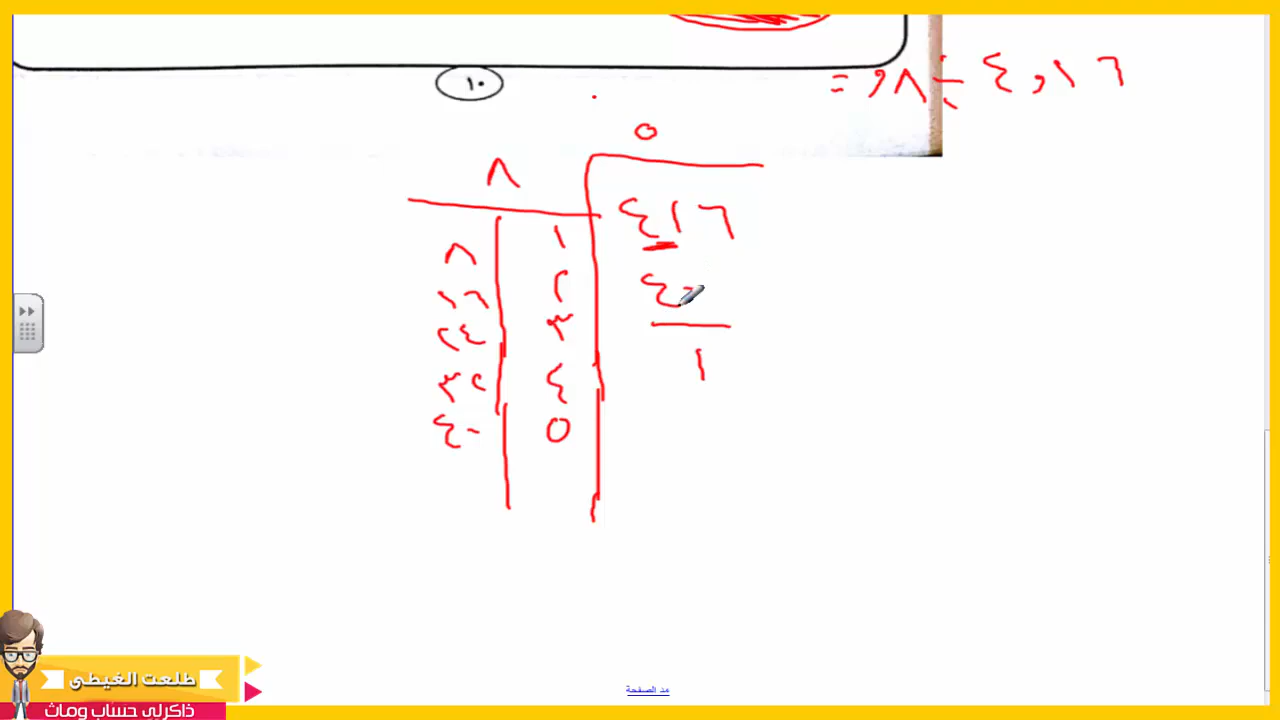 ١٠
٤,١٦ ÷ ,٨ =
٥
٨
٤١٦
١ ٨
٢ ١٦
٣ ٢٤
٤ ٣٢
٥ ٤٠
٤٠
١
مد الصفحة
طلعت الغيطى
ذاكرلى حساب وماث